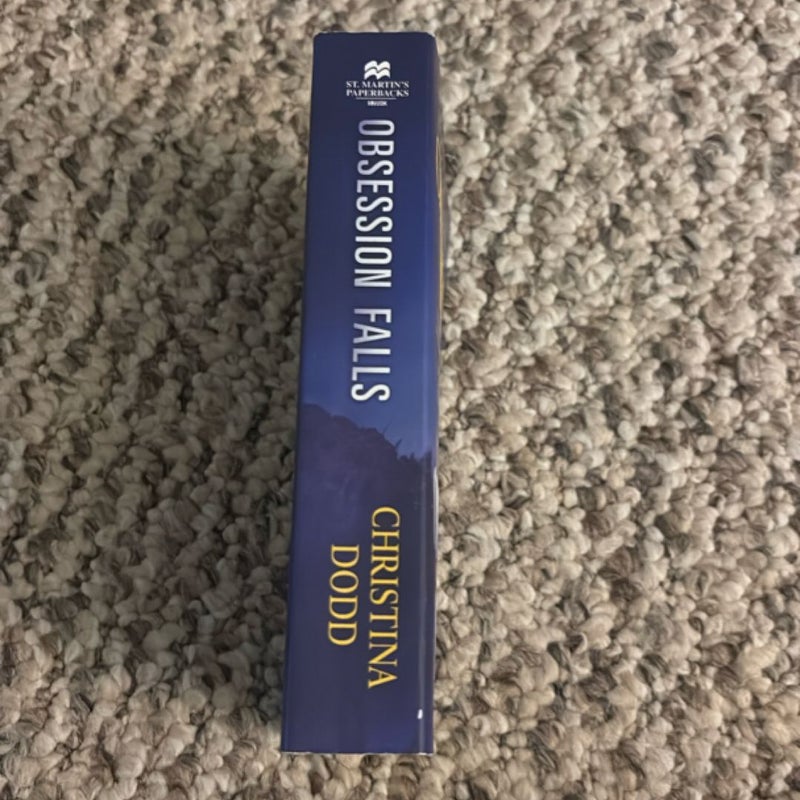 ST. MARTIN'S
PAPERBACKS
OBSESSION FALLS
CHRISTINA
DODD